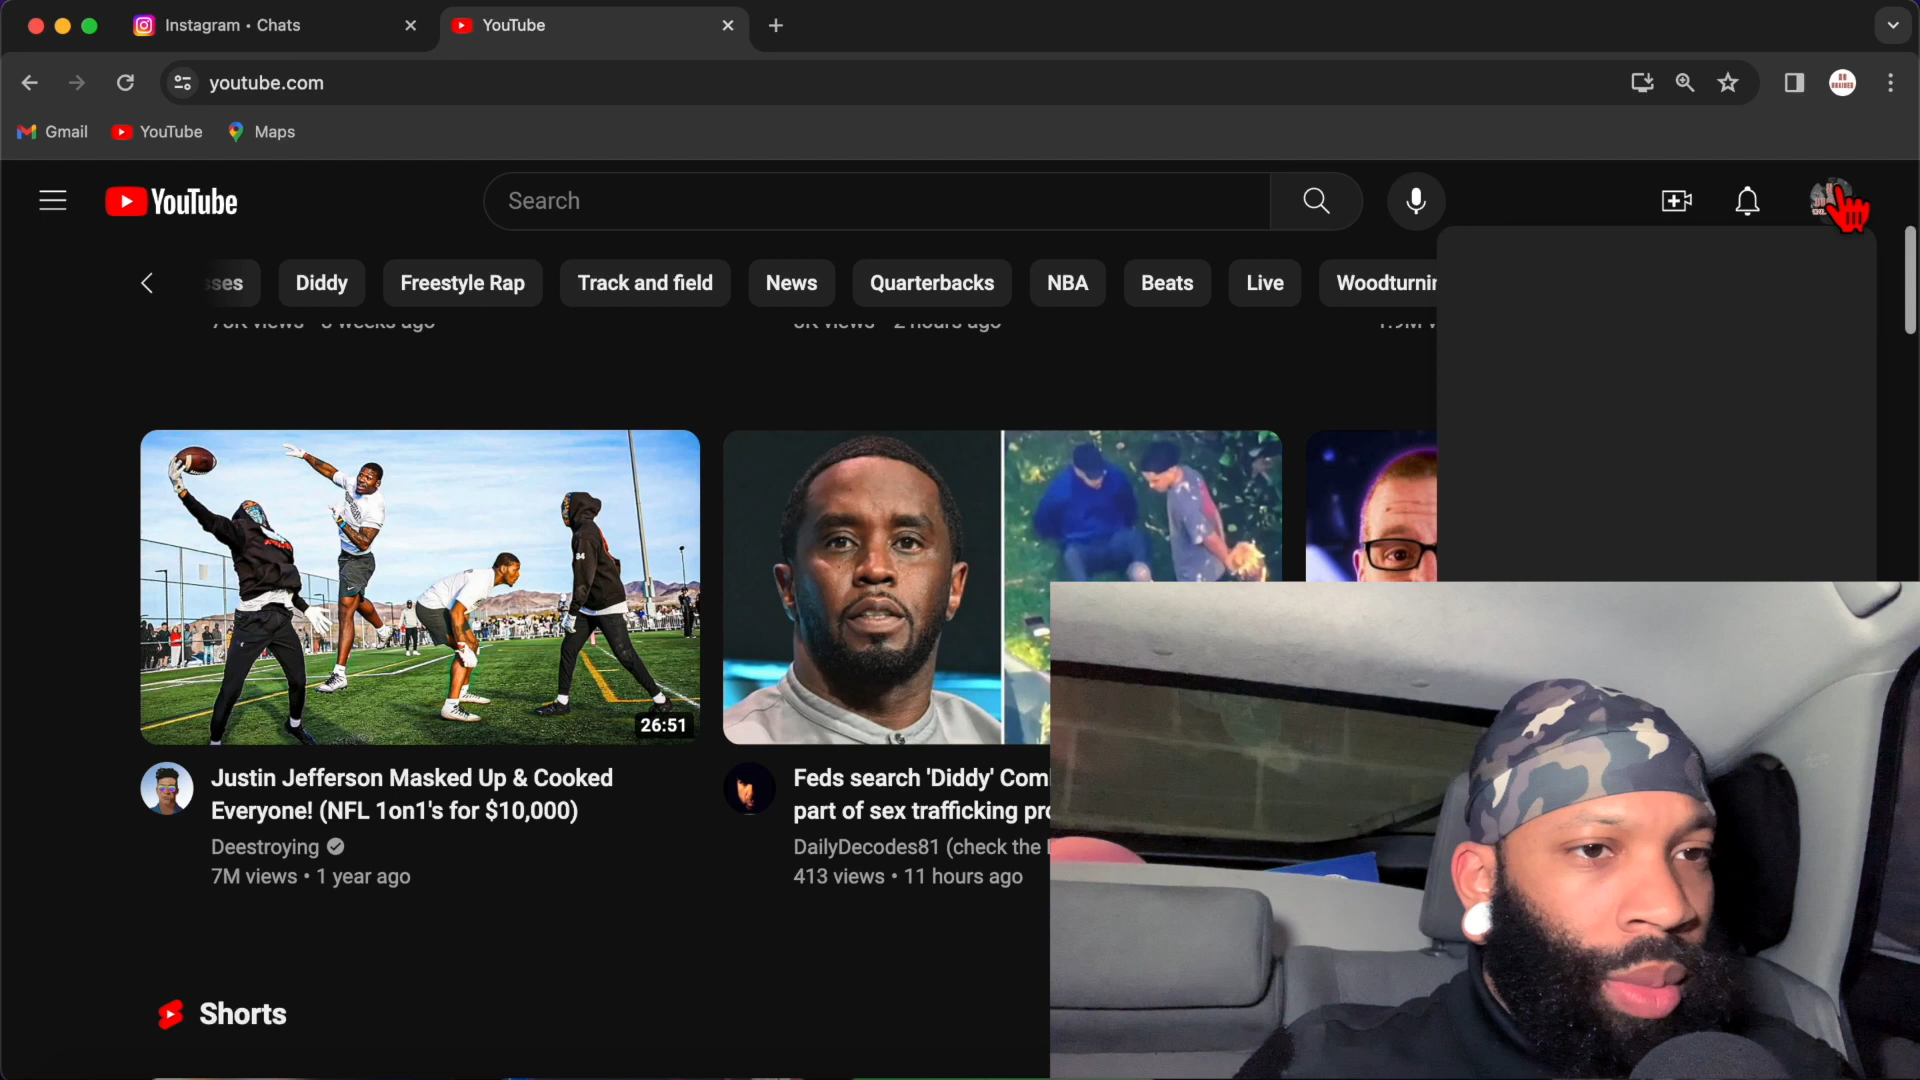 Instagram • Chats
YouTube
youtube.com
Gmail
YouTube
Maps
YouTube
Search
Diddy
Freestyle Rap
Track and field
News
Quarterbacks
NBA
Beats
Live
Woodturnin
26:51
Justin Jefferson Masked Up & Cooked
Everyone! (NFL 1on1's for $10,000)
Deestroying
7M views • 1 year ago
Feds search 'Diddy' Com
part of sex trafficking pro
DailyDecodes81 (check the
413 views • 11 hours ago
Shorts